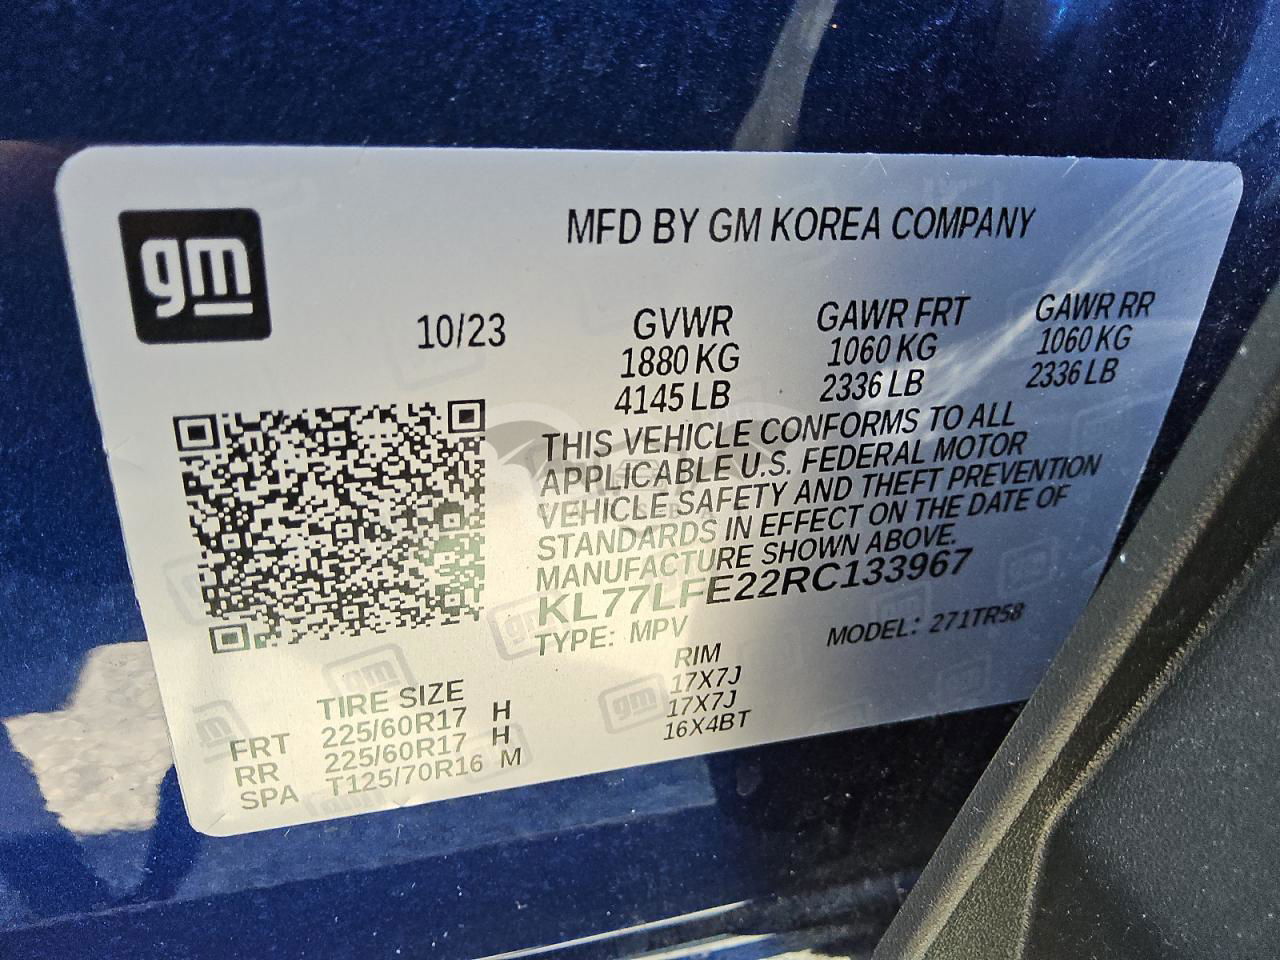 gm
MFD BY GM KOREA COMPANY
10/23
GVWR GAWR FRT GAWR RR
1880 KG 1060 KG 1060 KG
4145 LB 2336 LB 2336 LB
THIS VEHICLE CONFORMS TO ALL
APPLICABLE U.S. FEDERAL MOTOR
VEHICLE SAFETY AND THEFT PREVENTION
STANDARDS IN EFFECT ON THE DATE OF
MANUFACTURE SHOWN ABOVE.
KL77LFE22RC133967
TYPE: MPV MODEL: 271TR58
TIRE SIZE RIM
FRT 225/60R17 H 17X7J
RR 225/60R17 H 17X7J
SPA T125/70R16 M 16X4BT